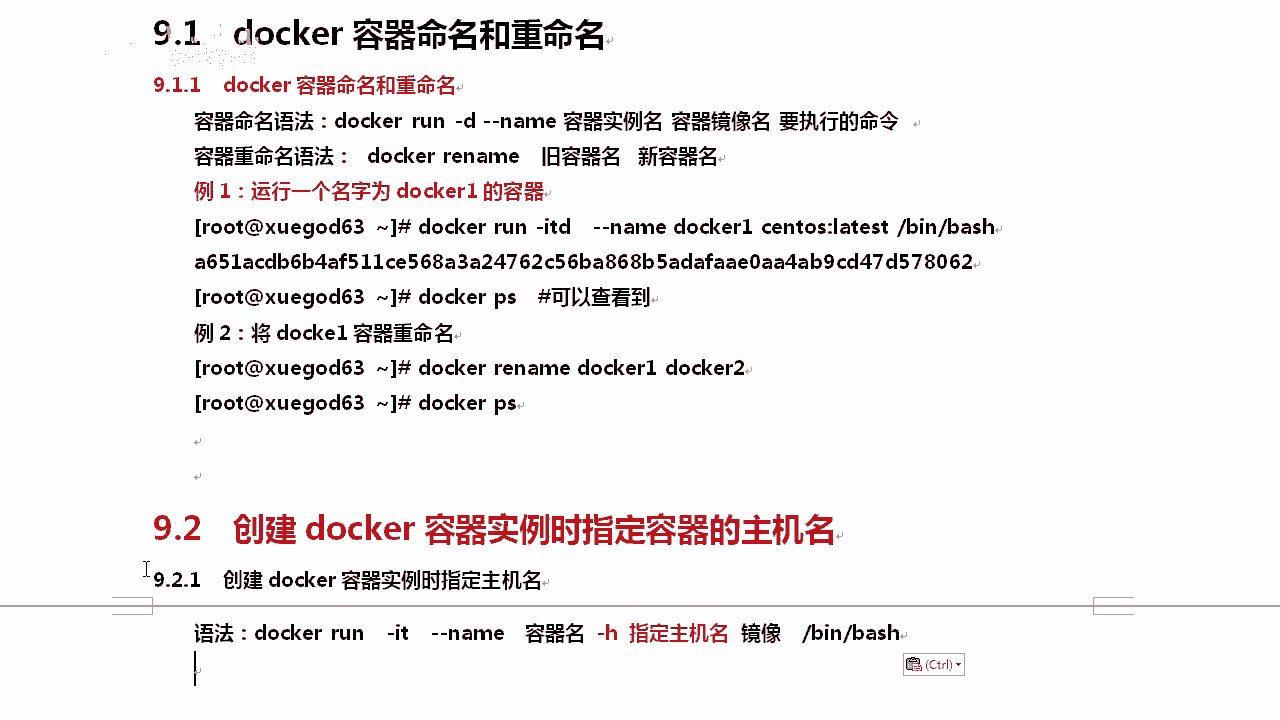 9.1 docker 容器命名和重命名
9.1.1 docker 容器命名和重命名
容器命名语法：docker run -d --name 容器实例名 容器镜像名 要执行的命令
容器重命名语法： docker rename 旧容器名 新容器名
例 1：运行一个名字为 docker1 的容器
[root@xuegod63 ~]# docker run -itd --name docker1 centos:latest /bin/bash
a651acdb6b4af511ce568a3a24762c56ba868b5adafaae0aa4ab9cd47d578062
[root@xuegod63 ~]# docker ps #可以查看到
例 2：将 docke1 容器重命名
[root@xuegod63 ~]# docker rename docker1 docker2
[root@xuegod63 ~]# docker ps
9.2 创建 docker 容器实例时指定容器的主机名
9.2.1 创建 docker 容器实例时指定主机名
语法：docker run -it --name 容器名 -h 指定主机名 镜像 /bin/bash
(Ctrl)